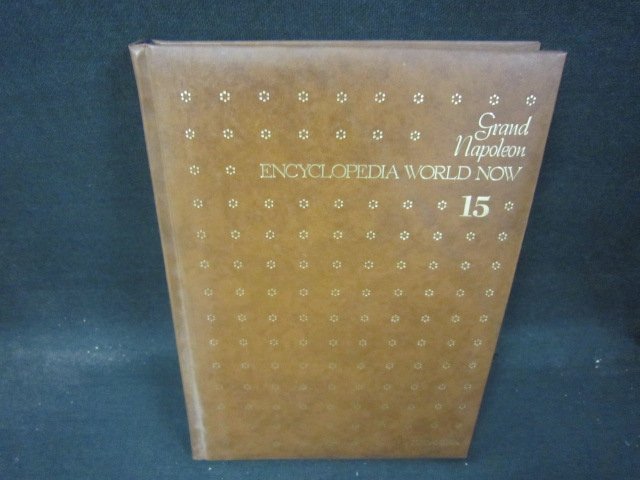 Grand
Napoleon
ENCYCLOPEDIA WORLD NOW
15